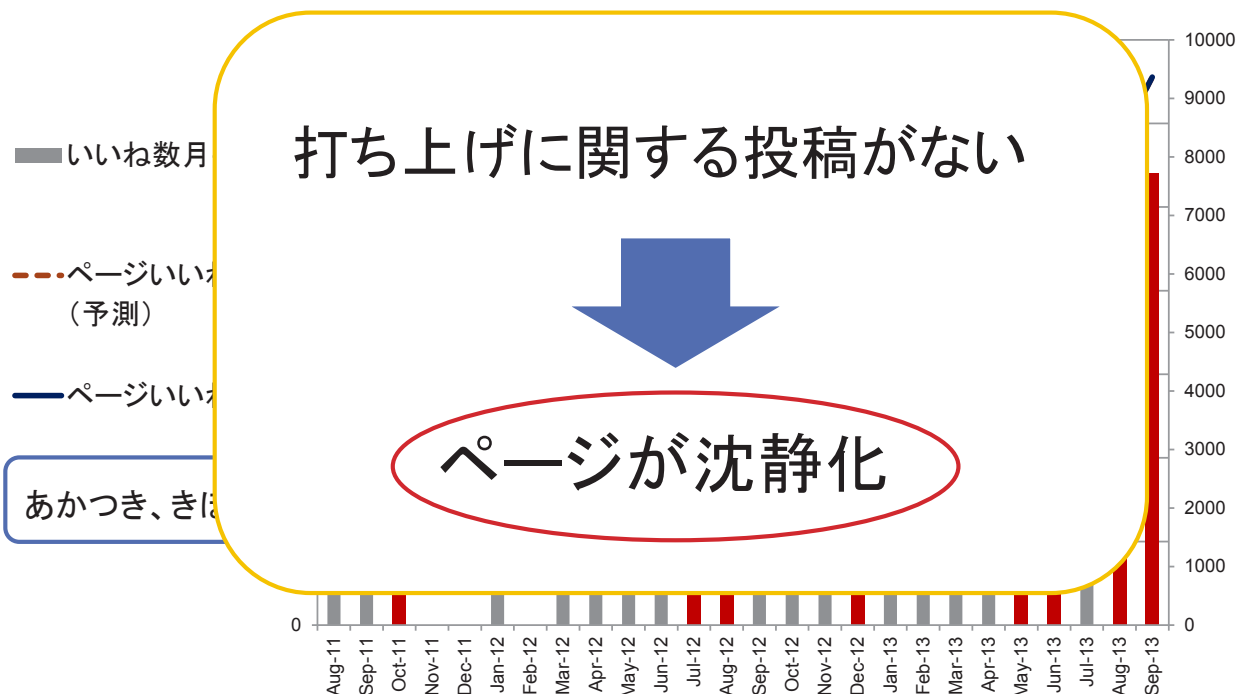 打ち上げに関する投稿がない
ページが沈静化
いいね数月
ページいい
（予測）
ページいい
あかつき、き
10000
9000
8000
7000
6000
5000
4000
3000
2000
1000
0
0
Aug-11
Sep-11
Oct-11
Nov-11
Dec-11
Jan-12
Feb-12
Mar-12
Apr-12
May-12
Jun-12
Jul-12
Aug-12
Sep-12
Oct-12
Nov-12
Dec-12
Jan-13
Feb-13
Mar-13
Apr-13
May-13
Jun-13
Jul-13
Aug-13
Sep-13